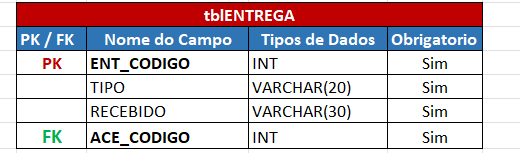 tblENTREGA
PK / FK Nome do Campo Tipos de Dados Obrigatorio
PK ENT_CODIGO INT Sim
TIPO VARCHAR(20) Sim
RECEBIDO VARCHAR(30) Sim
FK ACE_CODIGO INT Sim